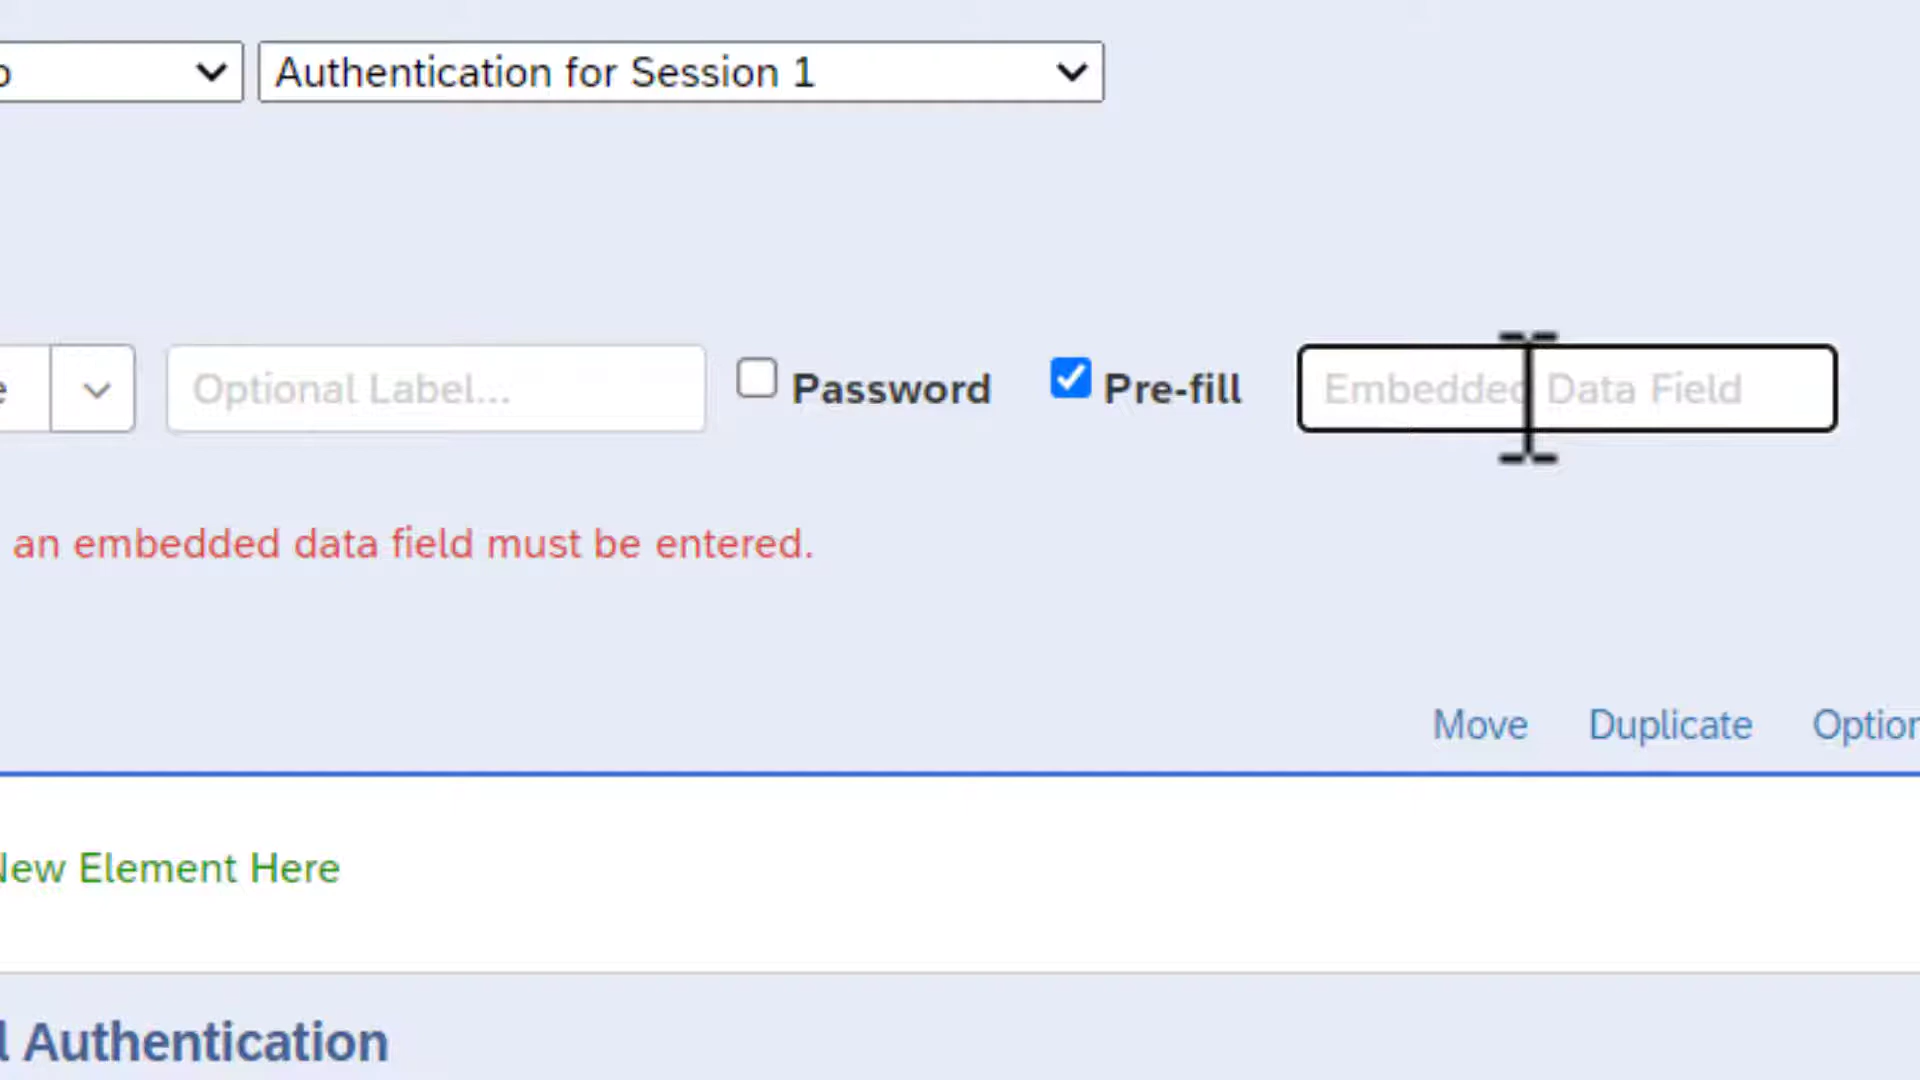 Authentication for Session 1
Optional Label... Password Pre-fill Embedded Data Field
an embedded data field must be entered.
Move Duplicate
New Element Here
Authentication